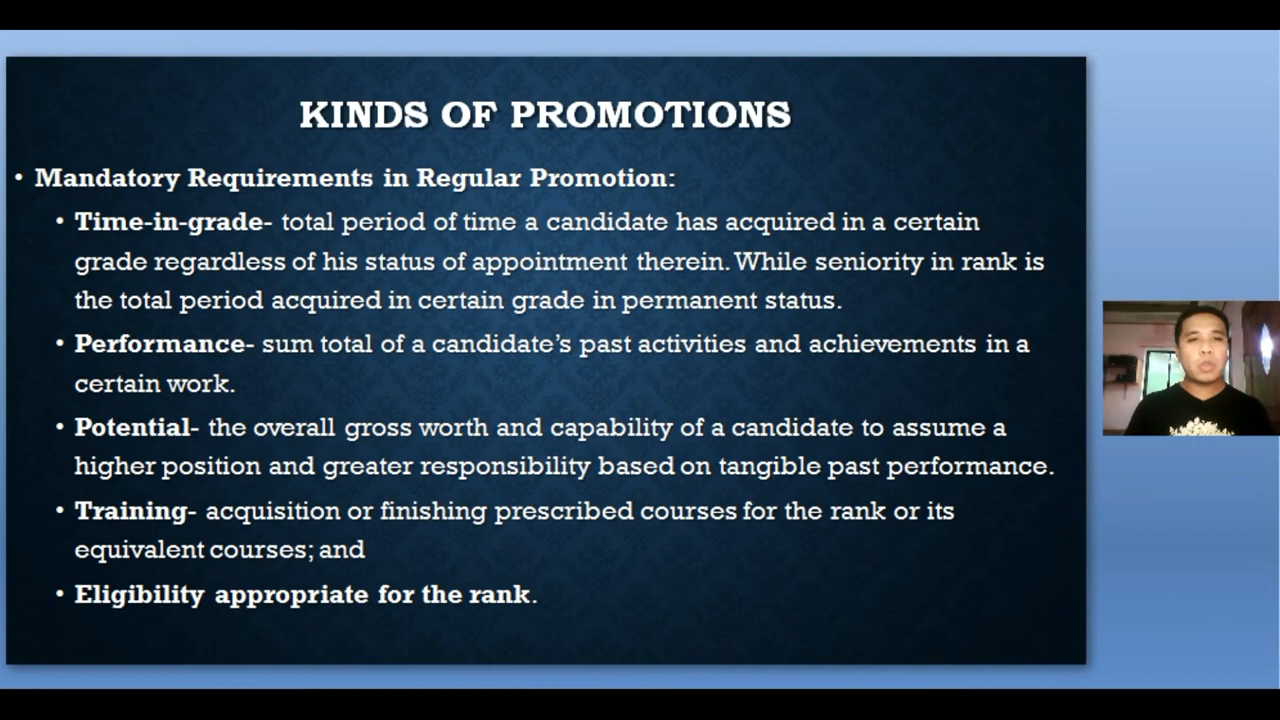 KINDS OF PROMOTIONS
• Mandatory Requirements in Regular Promotion:
• Time-in-grade- total period of time a candidate has acquired in a certain
grade regardless of his status of appointment therein. While seniority in rank is
the total period acquired in certain grade in permanent status.
• Performance- sum total of a candidate’s past activities and achievements in a
certain work.
• Potential- the overall gross worth and capability of a candidate to assume a
higher position and greater responsibility based on tangible past performance.
• Training- acquisition or finishing prescribed courses for the rank or its
equivalent courses; and
• Eligibility appropriate for the rank.